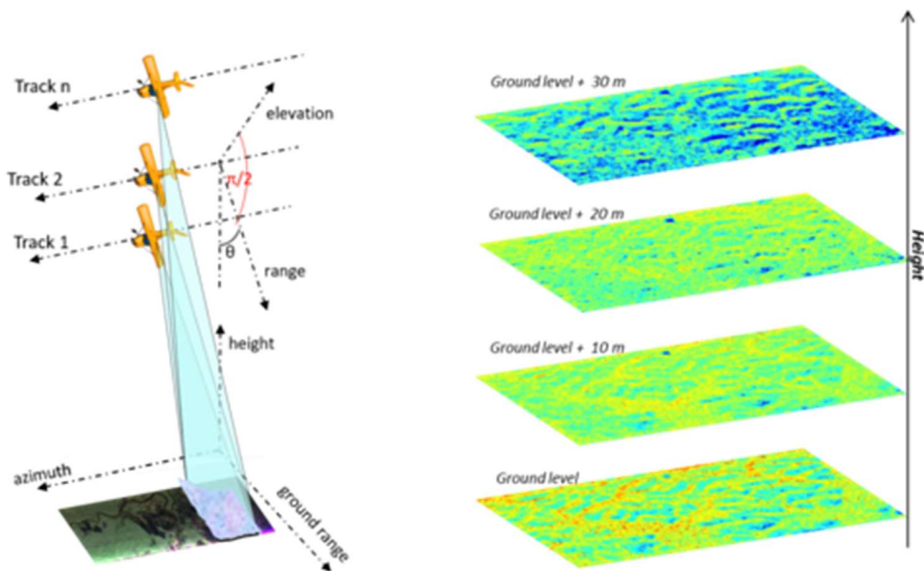 Track n
elevation
Track 2
π/2
Track 1
θ
range
height
azimuth
ground range
Ground level + 30 m
Ground level + 20 m
Ground level + 10 m
Ground level
Height